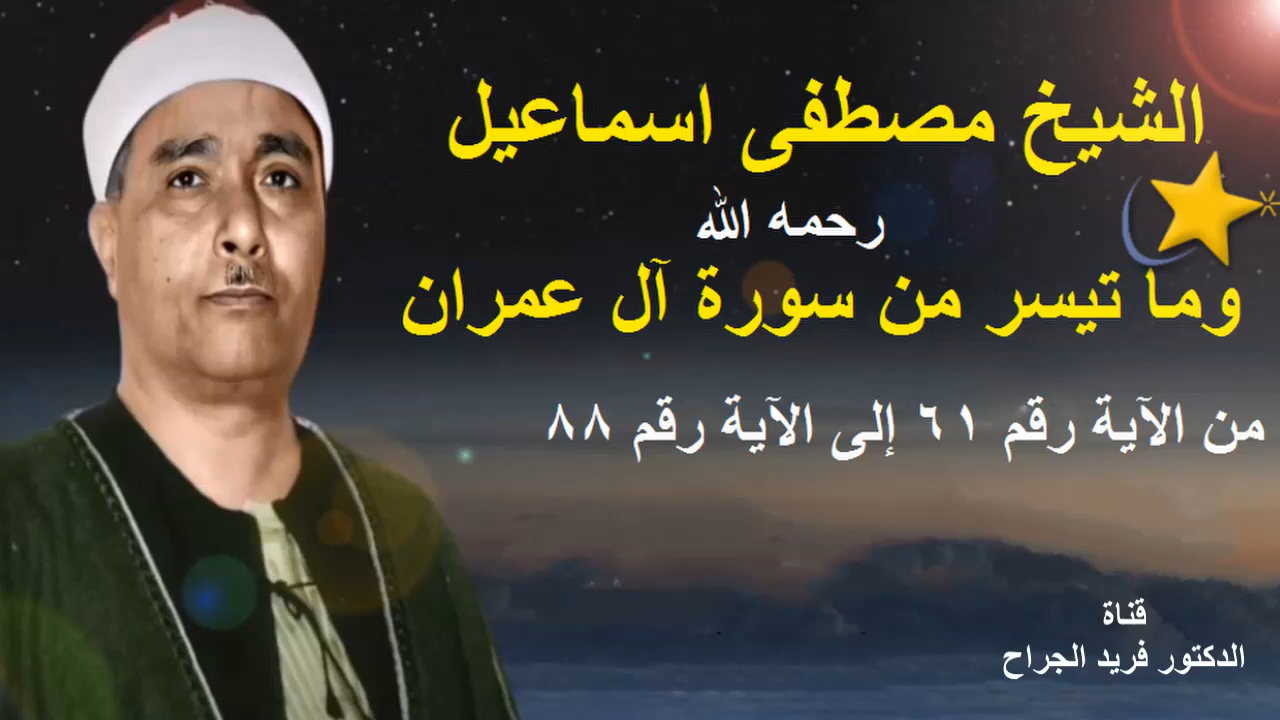 الشيخ مصطفى اسماعيل
رحمه الله
وما تيسر من سورة آل عمران
من الآية رقم ٦١ إلى الآية رقم ٨٨
قناة
الدكتور فريد الجراح